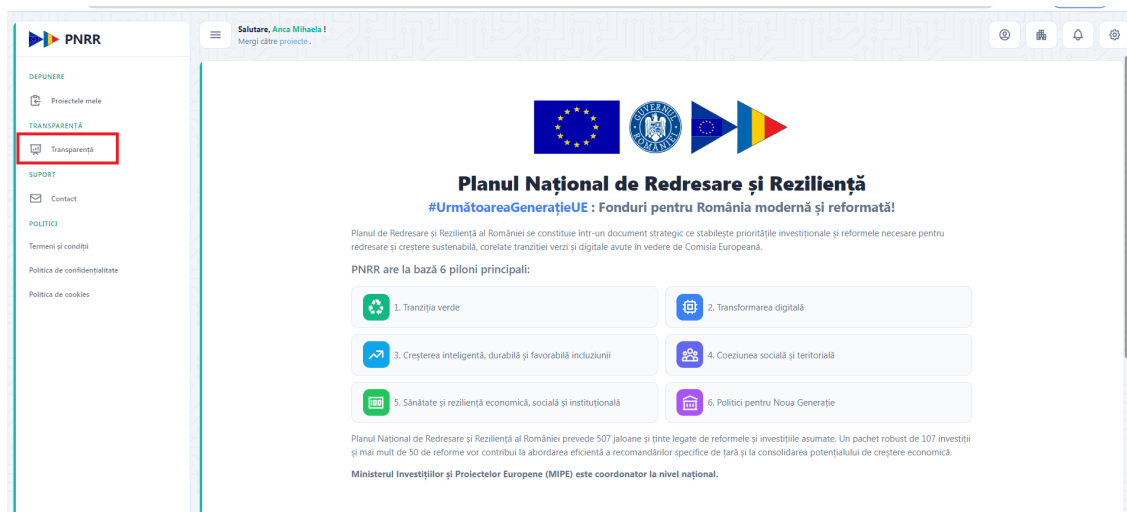 PNRR
Salutare, Anca Mihaela !
Mergi către proiecte .
DEPUNERE
Proiectele mele
TRANSPARENȚĂ
Transparență
SUPORT
Contact
POLITICI
Termeni și condiții
Politica de confidențialitate
Politica de cookies
GUVERNUL ROMÂNIEI
Planul Național de Redresare și Reziliență
#UrmătoareaGenerațieUE : Fonduri pentru România modernă și reformată!
Planul de Redresare și Reziliență al României se constituie într-un document strategic ce stabilește prioritățile investiționale și reformele necesare pentru
redresare și creștere sustenabilă, corelate tranziției verzi și digitale avute în vedere de Comisia Europeană.
PNRR are la bază 6 piloni principali:
1. Tranziția verde
2. Transformarea digitală
3. Creșterea inteligentă, durabilă și favorabilă incluziunii
4. Coeziunea socială și teritorială
5. Sănătate și reziliență economică, socială și instituțională
6. Politici pentru Noua Generație
Planul Național de Redresare și Reziliență al României prevede 507 jaloane și ținte legate de reformele și investițiile asumate. Un pachet robust de 107 investiții
și mai mult de 50 de reforme vor contribui la abordarea eficientă a recomandărilor specifice de țară și la consolidarea potențialului de creștere economică.
Ministerul Investițiilor și Proiectelor Europene (MIPE) este coordonator la nivel național.